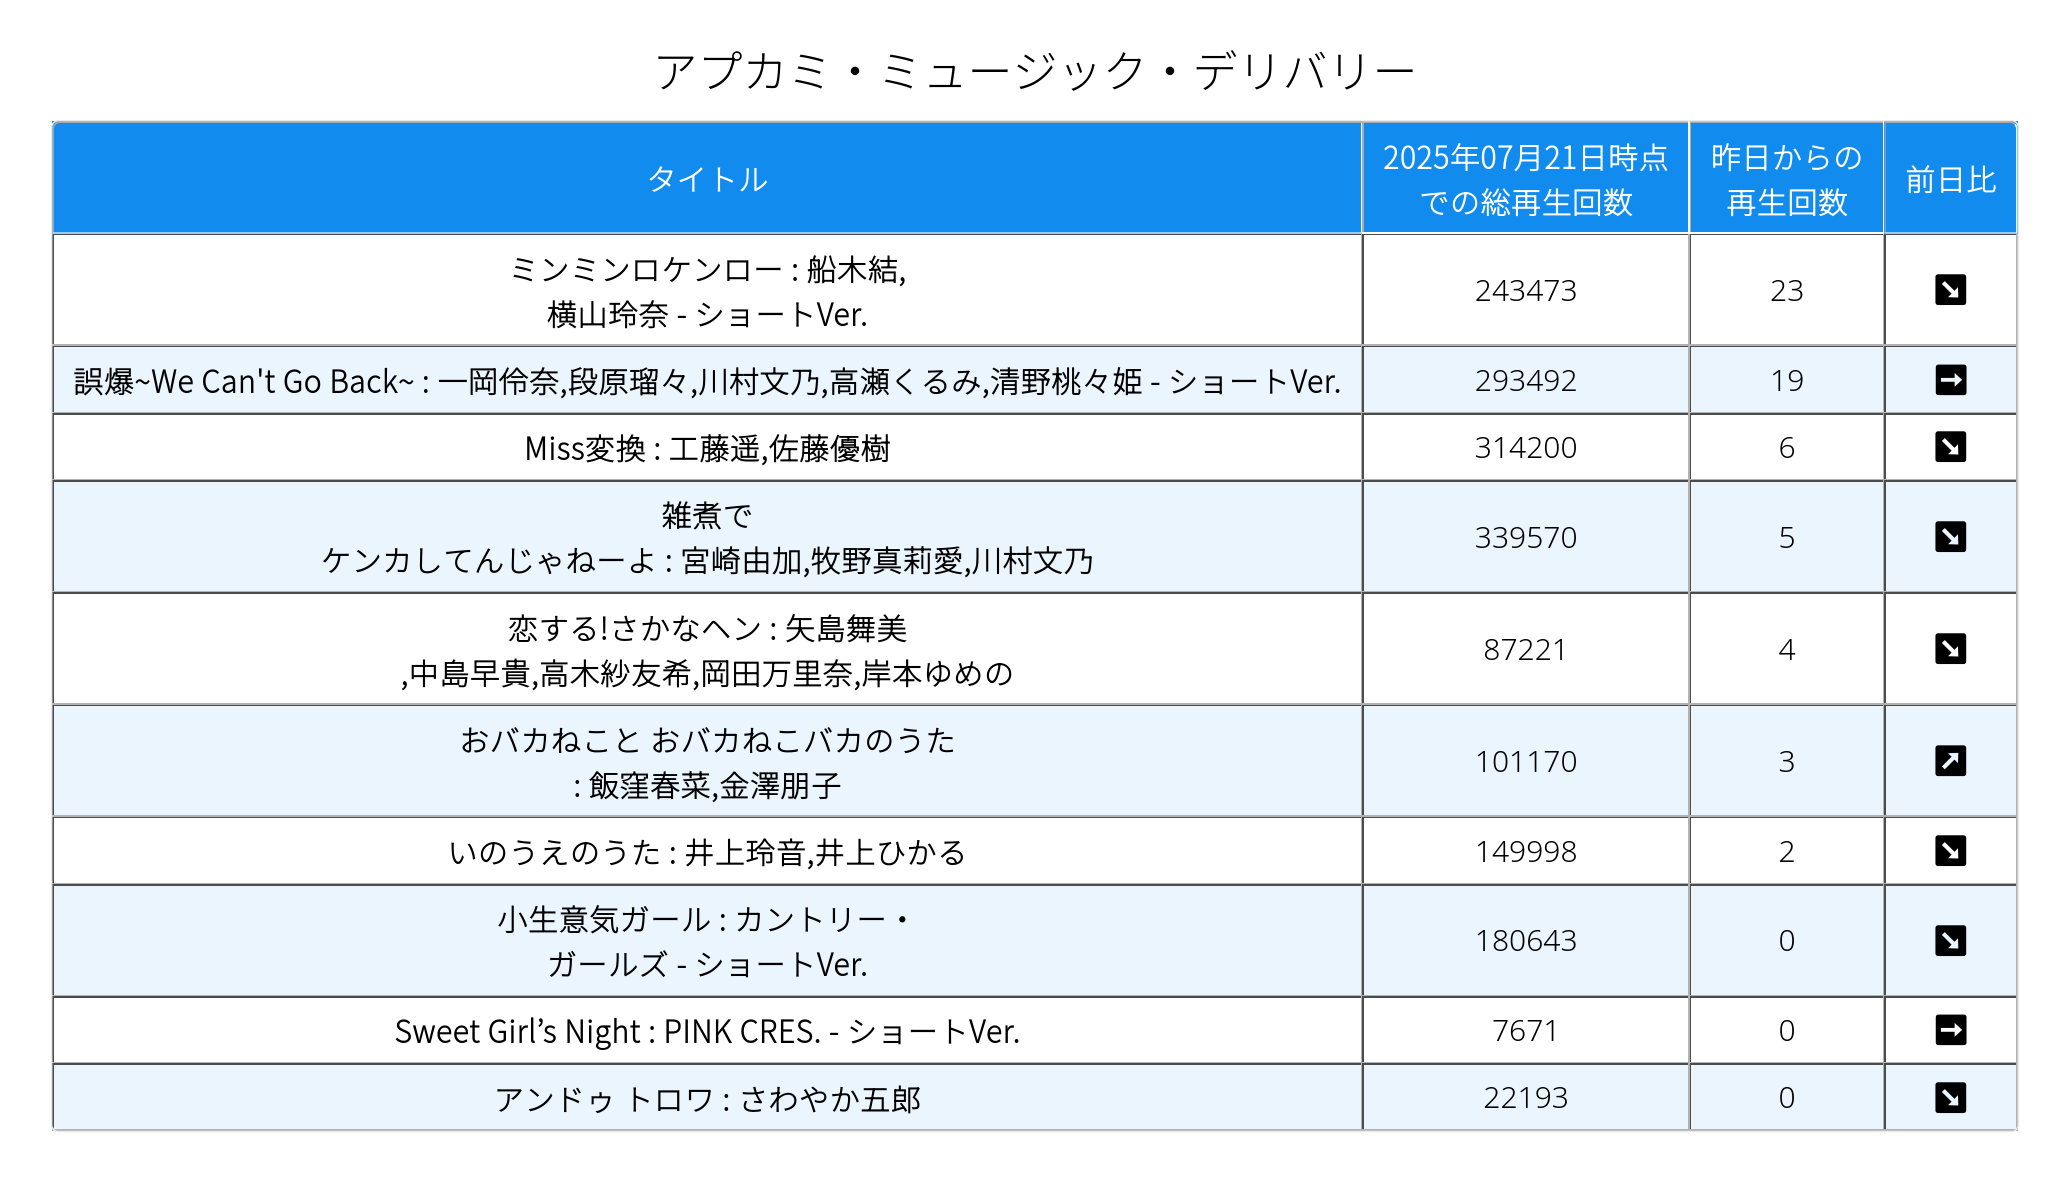 アプカミ・ミュージック・デリバリー
タイトル
2025年07月21日時点
での総再生回数
昨日からの
再生回数
前日比
ミンミンロケンロー : 船木結,
横山玲奈 - ショートVer.
243473
23
誤爆~We Can't Go Back~ : 一岡伶奈,段原瑠々,川村文乃,高瀬くるみ,清野桃々姫 - ショートVer.
293492
19
Miss変換 : 工藤遥,佐藤優樹
314200
6
雑煮で
ケンカしてんじゃねーよ : 宮崎由加,牧野真莉愛,川村文乃
339570
5
恋する!さかなヘン : 矢島舞美
,中島早貴,高木紗友希,岡田万里奈,岸本ゆめの
87221
4
おバカねこと おバカねこバカのうた
: 飯窪春菜,金澤朋子
101170
3
いのうえのうた : 井上玲音,井上ひかる
149998
2
小生意気ガール : カントリー・
ガールズ - ショートVer.
180643
0
Sweet Girl’s Night : PINK CRES. - ショートVer.
7671
0
アンドゥ トロワ : さわやか五郎
22193
0